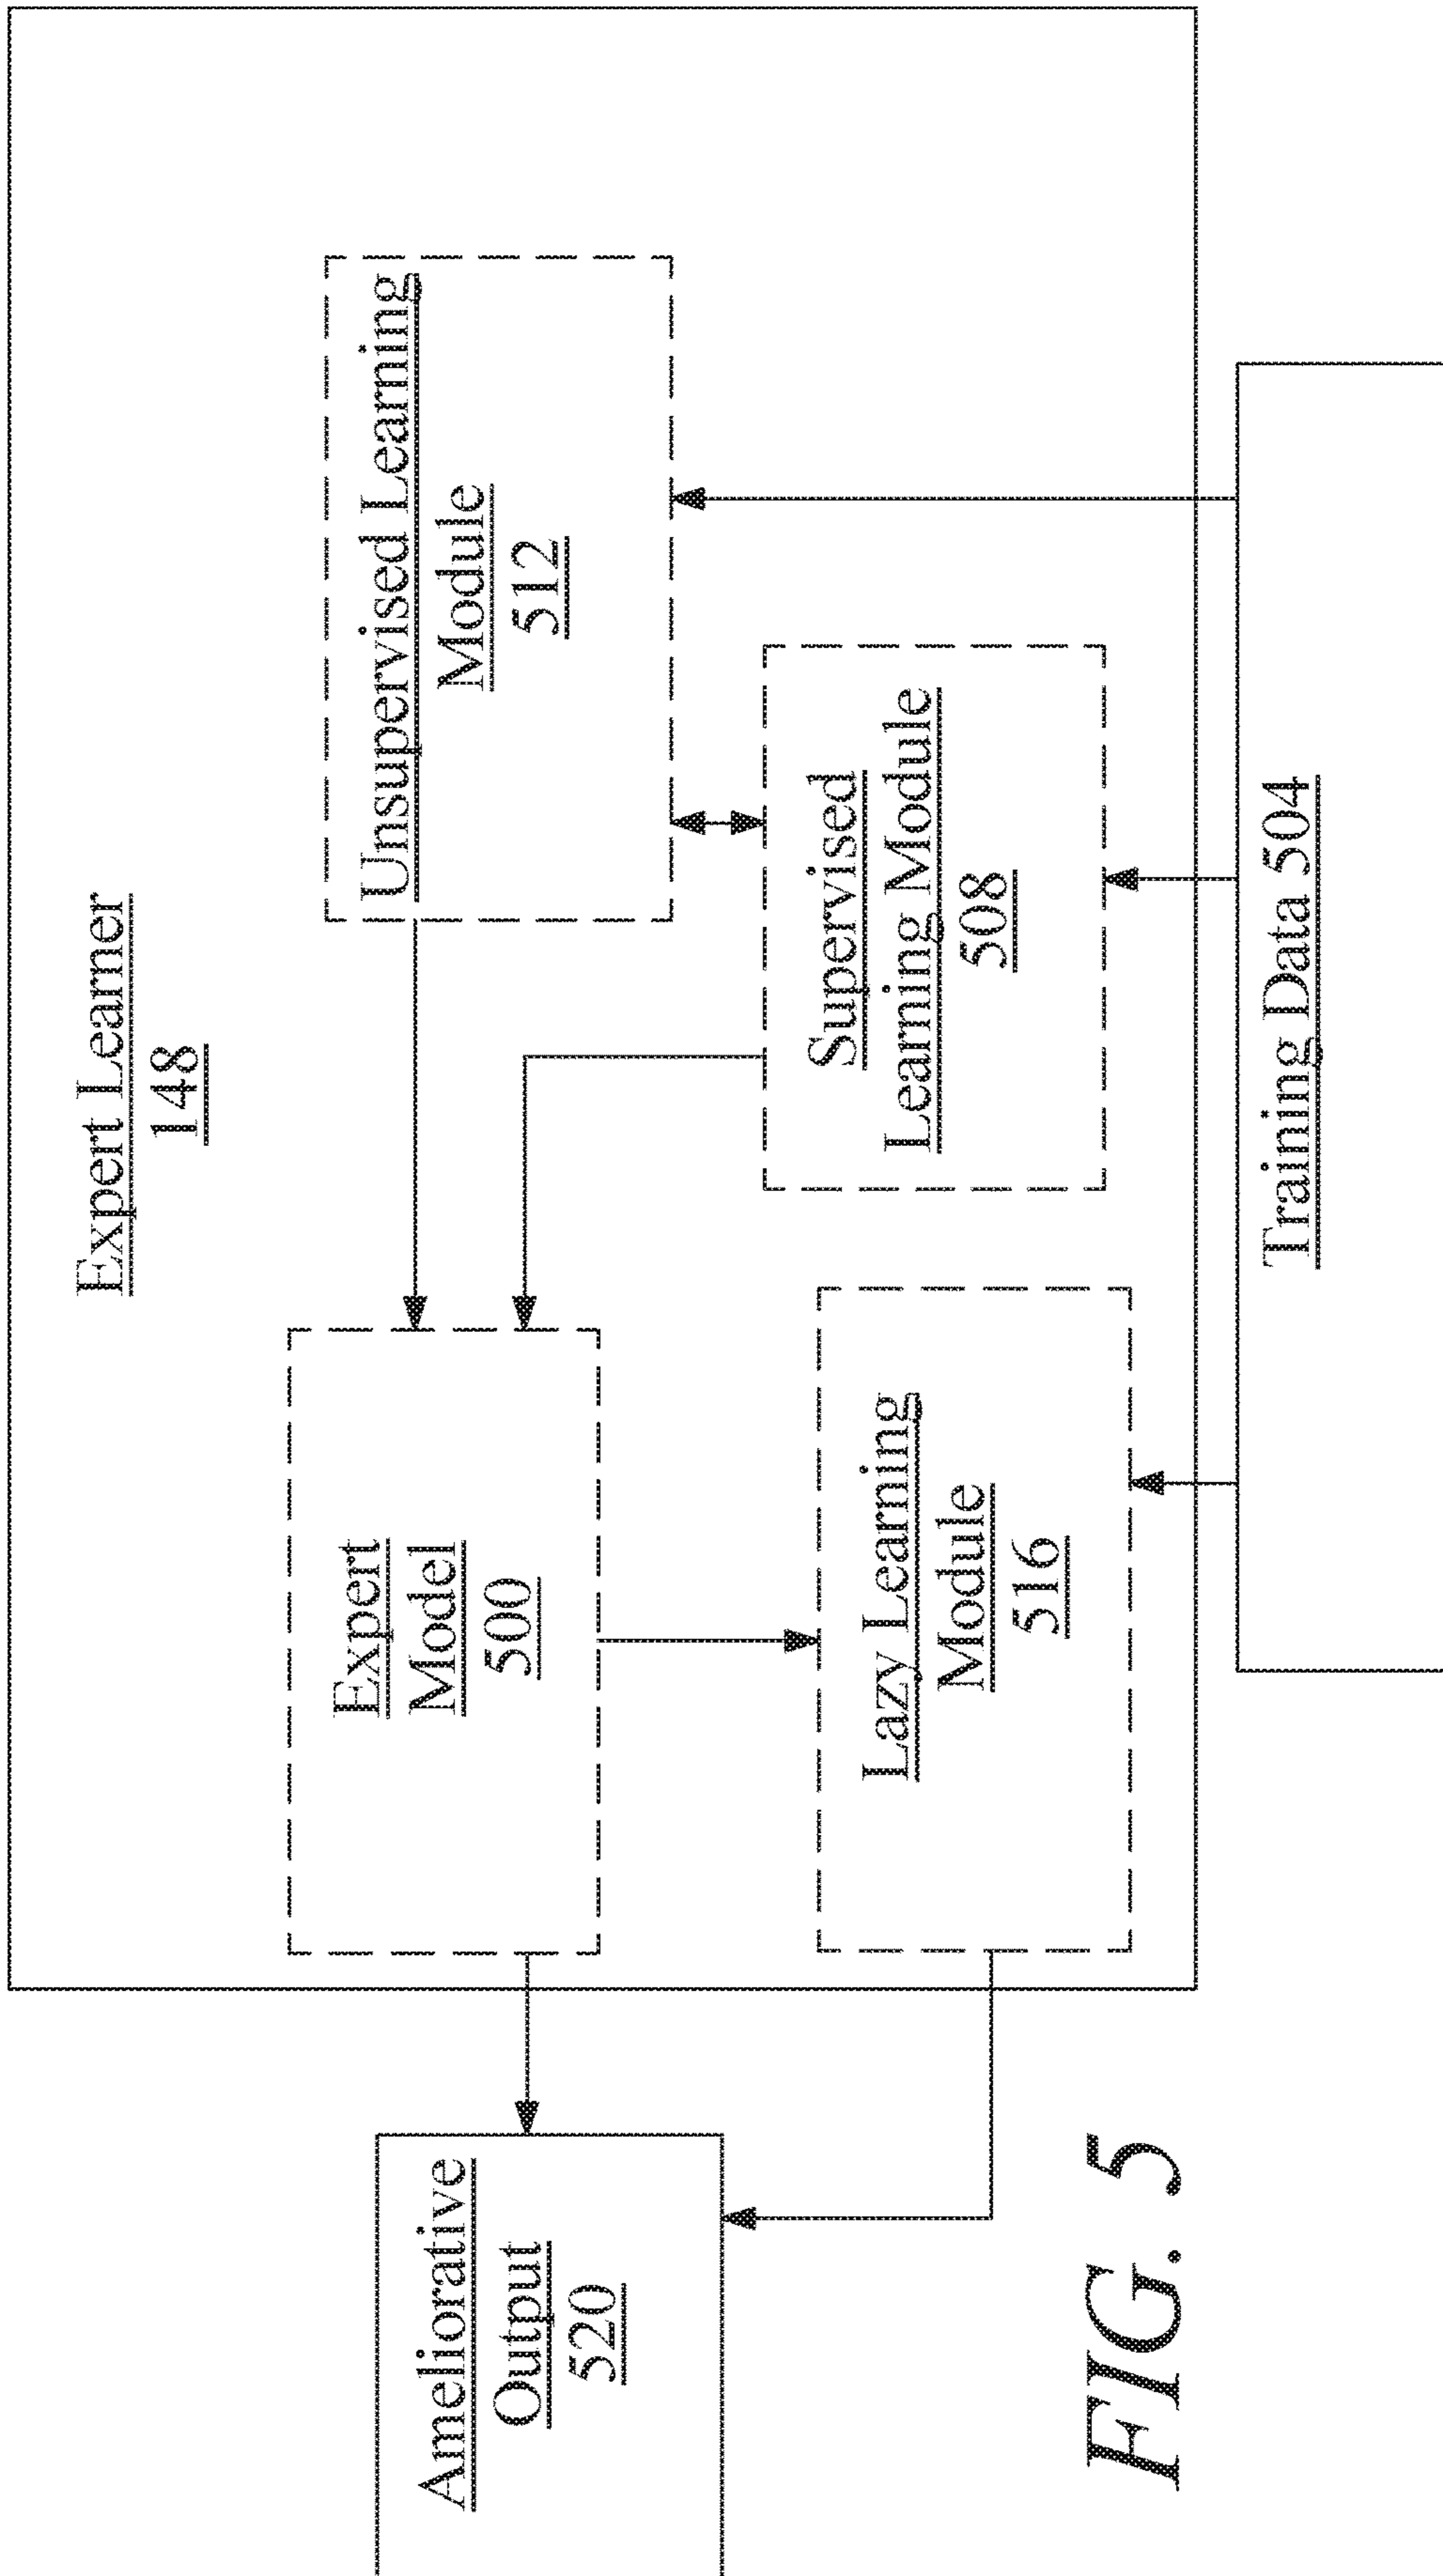 Expert Learner
148
Ameliorative
Output
520
Expert
Model
500
Unsupervised Learning
Module
512
Lazy Learning
Module
516
Supervised
Learning Module
508
Training Data 504
FIG. 5